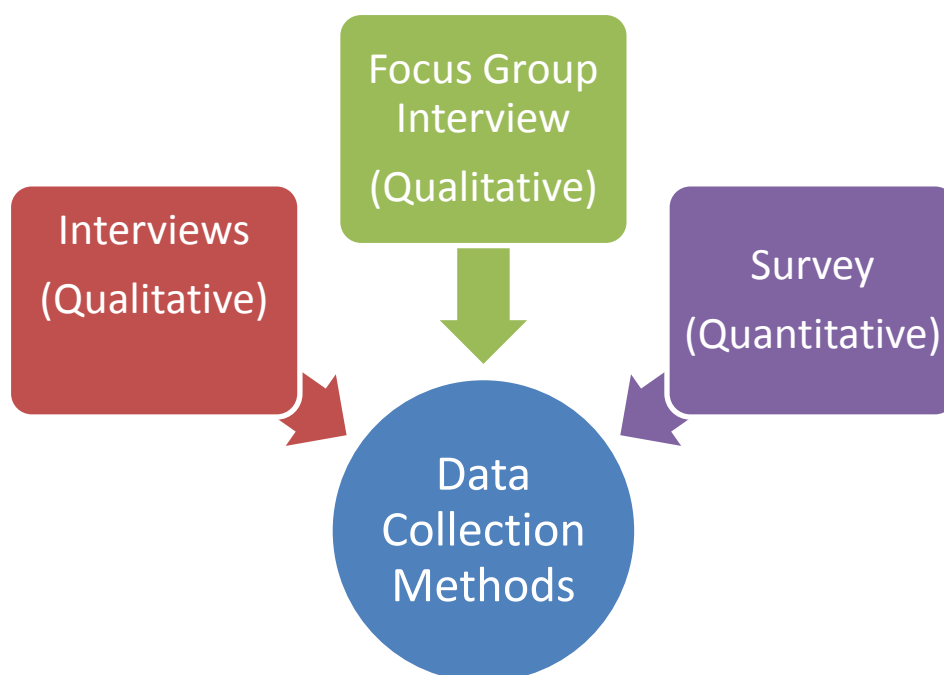 Focus Group
Interview
(Qualitative)
Interviews
(Qualitative)
Survey
(Quantitative)
Data
Collection
Methods